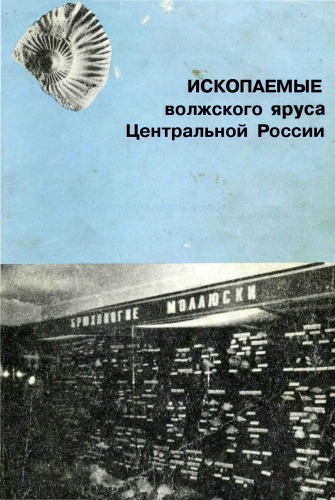 ИСКОПАЕМЫЕ
волжского яруса
Центральной России
БРЮХОНОГИЕ МОЛЛЮСКИ